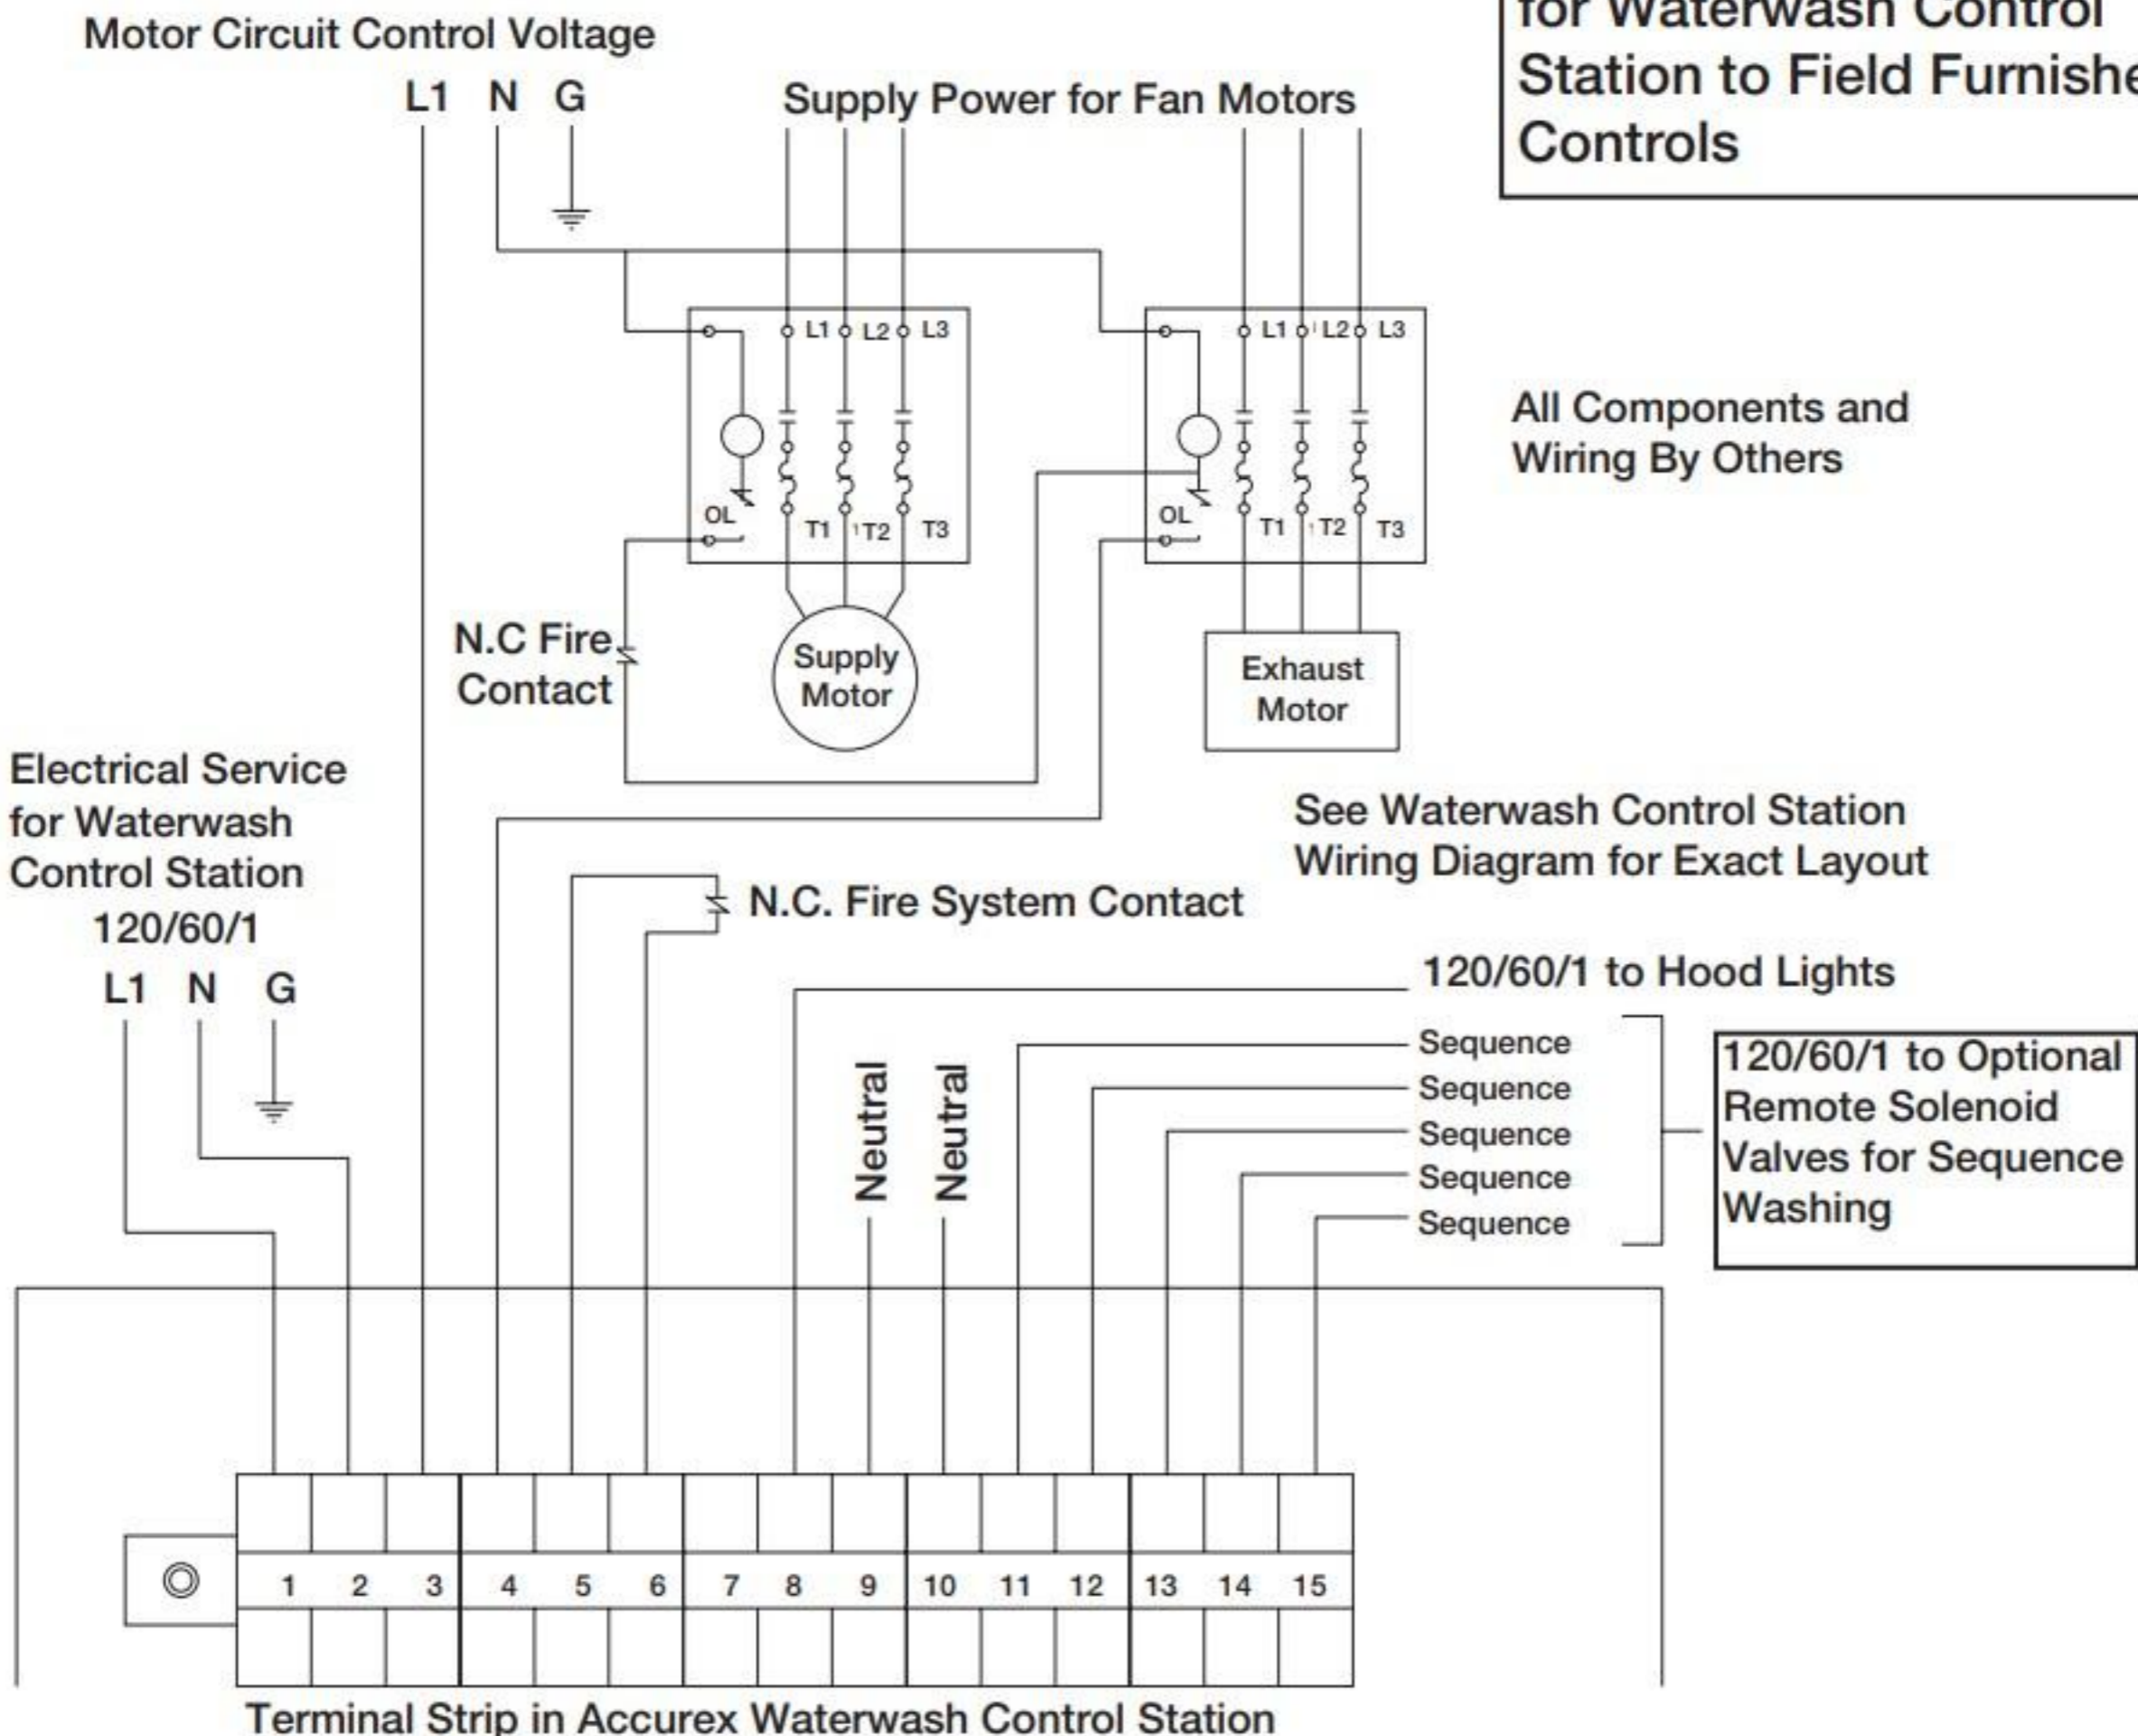 Motor Circuit Control Voltage
L1 N G
Supply Power for Fan Motors
for Waterwash Control
Station to Field Furnishe
Controls
L1 L2 L3
L1 L2 L3
All Components and
Wiring By Others
OL
T1 T2 T3
OL
T1 T2 T3
N.C Fire
Contact
Supply
Motor
Exhaust
Motor
Electrical Service
for Waterwash
Control Station
120/60/1
L1 N G
See Waterwash Control Station
Wiring Diagram for Exact Layout
N.C. Fire System Contact
120/60/1 to Hood Lights
Neutral
Neutral
Sequence
Sequence
Sequence
Sequence
Sequence
120/60/1 to Optional
Remote Solenoid
Valves for Sequence
Washing
1 2 3 4 5 6 7 8 9 10 11 12 13 14 15
Terminal Strip in Accurex Waterwash Control Station